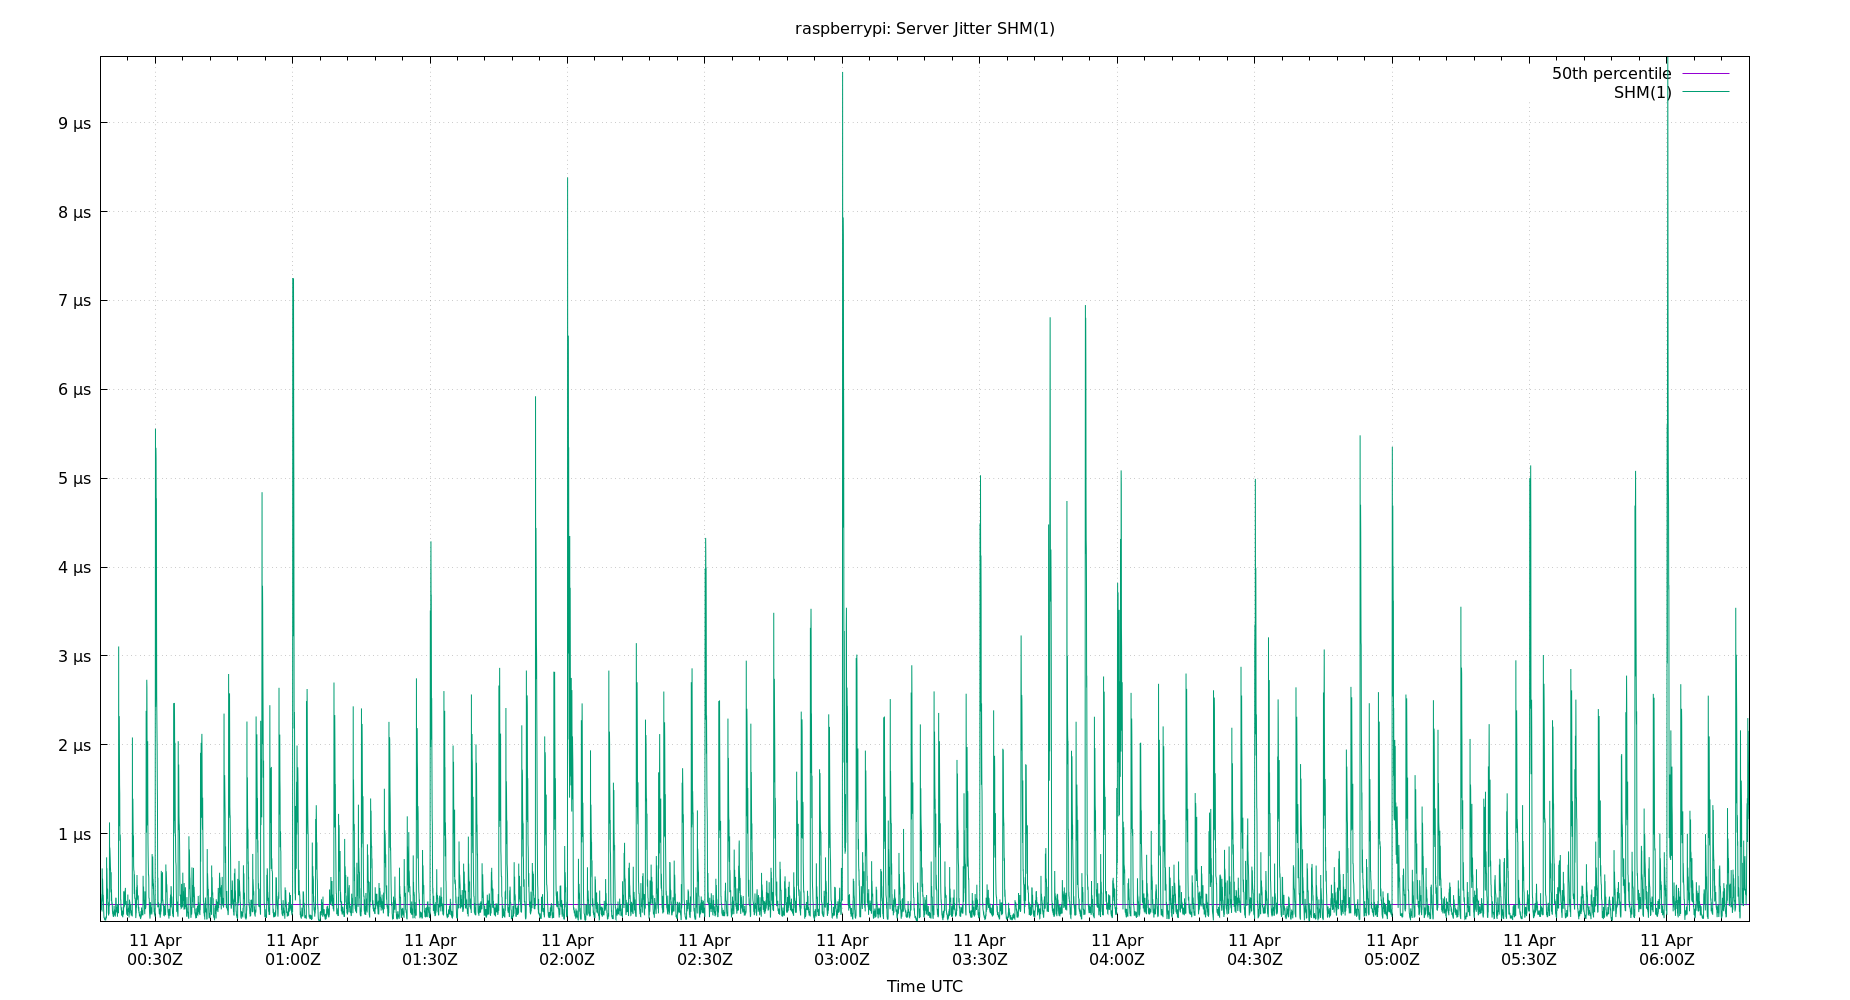 raspberrypi: Server Jitter SHM(1)
50th percentile
SHM(1)
9 µs
8 µs
7 µs
6 µs
5 µs
4 µs
3 µs
2 µs
1 µs
11 Apr 11 Apr 11 Apr 11 Apr 11 Apr 11 Apr 11 Apr 11 Apr 11 Apr 11 Apr 11 Apr 11 Apr
00:30Z 01:00Z 01:30Z 02:00Z 02:30Z 03:00Z 03:30Z 04:00Z 04:30Z 05:00Z 05:30Z 06:00Z
Time UTC